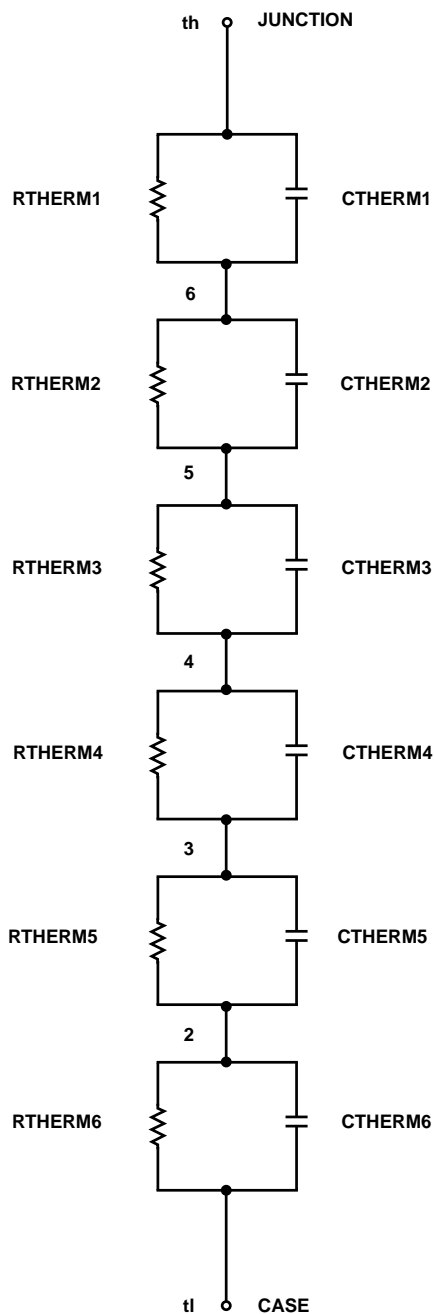 th JUNCTION
RTHERM1 CTHERM1
6
RTHERM2 CTHERM2
5
RTHERM3 CTHERM3
4
RTHERM4 CTHERM4
3
RTHERM5 CTHERM5
2
RTHERM6 CTHERM6
tl CASE